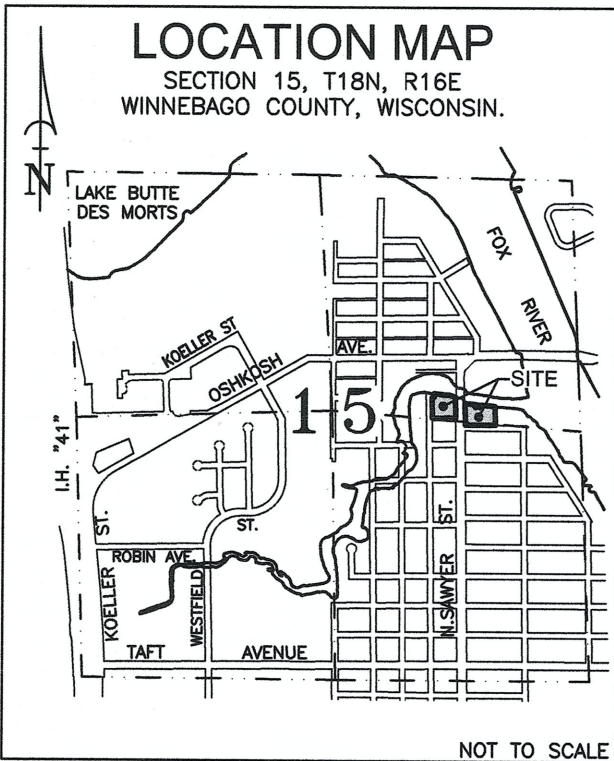 LOCATION MAP
SECTION 15, T18N, R16E
WINNEBAGO COUNTY, WISCONSIN.
N
LAKE BUTTE
DES MORTS
FOX
RIVER
KOELLER ST
OSHKOSH
AVE.
SITE
15
I.H. "41"
ST.
ST.
ROBIN AVE.
KOELLER
WESTFIELD
N.SAWYER ST.
TAFT
AVENUE
NOT TO SCALE